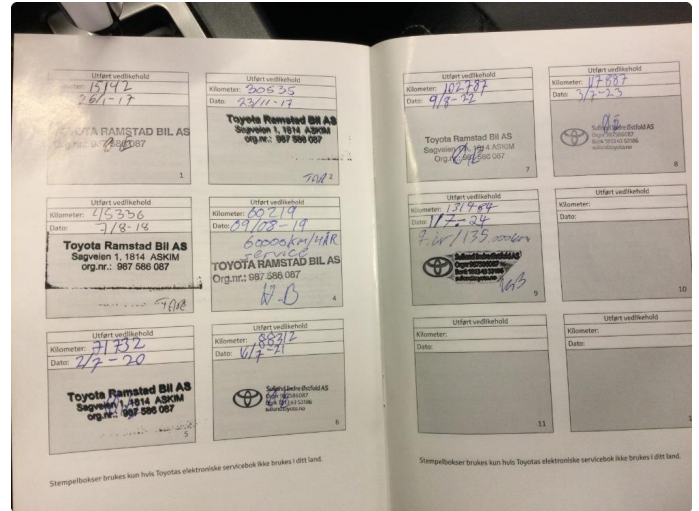 Utført vedlikehold
15142
26/1-17
TOYOTA RAMSTAD BIL AS
1
Utført vedlikehold
Kilometer: 30535
Dato: 23/11-17
Toyota Ramstad Bil AS
Sagveien 1, 1814 ASKIM
org.nr.: 987 586 087
2
Utført vedlikehold
Kilometer: 45336
7/8-18
Toyota Ramstad Bil AS
Sagveien 1, 1814 ASKIM
org.nr.: 987 586 087
Utført vedlikehold
Kilometer: 60219
Dato: 09/08-19
60000km/4ÅR
service
TOYOTA RAMSTAD BIL AS
Org.nr.: 987 586 087
4
Utført vedlikehold
Kilometer: 71732
Dato: 2/7-20
Toyota Ramstad Bil AS
Sagveien 1, 1814 ASKIM
org.nr.: 987 586 087
5
Utført vedlikehold
Kilometer: 88312
Dato: 6/7-21
6
Stempelbokser brukes kun hvis Toyotas elektroniske servicebok ikke brukes i ditt land.
Utført vedlikehold
Kilometer: 102787
Dato: 9/8-22
Toyota Ramstad Bil AS
Sagveien 1, 1814 ASKIM
org.nr.: 987 586 087
7
Utført vedlikehold
Kilometer: 117887
Dato: 3/7-23
8
Utført vedlikehold
Kilometer:
Dato: 1/7-24
9
Utført vedlikehold
Kilometer:
Dato:
10
Utført vedlikehold
Kilometer:
Dato:
11
Utført vedlikehold
Kilometer:
Dato:
Stempelbokser brukes kun hvis Toyotas elektroniske servicebok ikke brukes i ditt land.